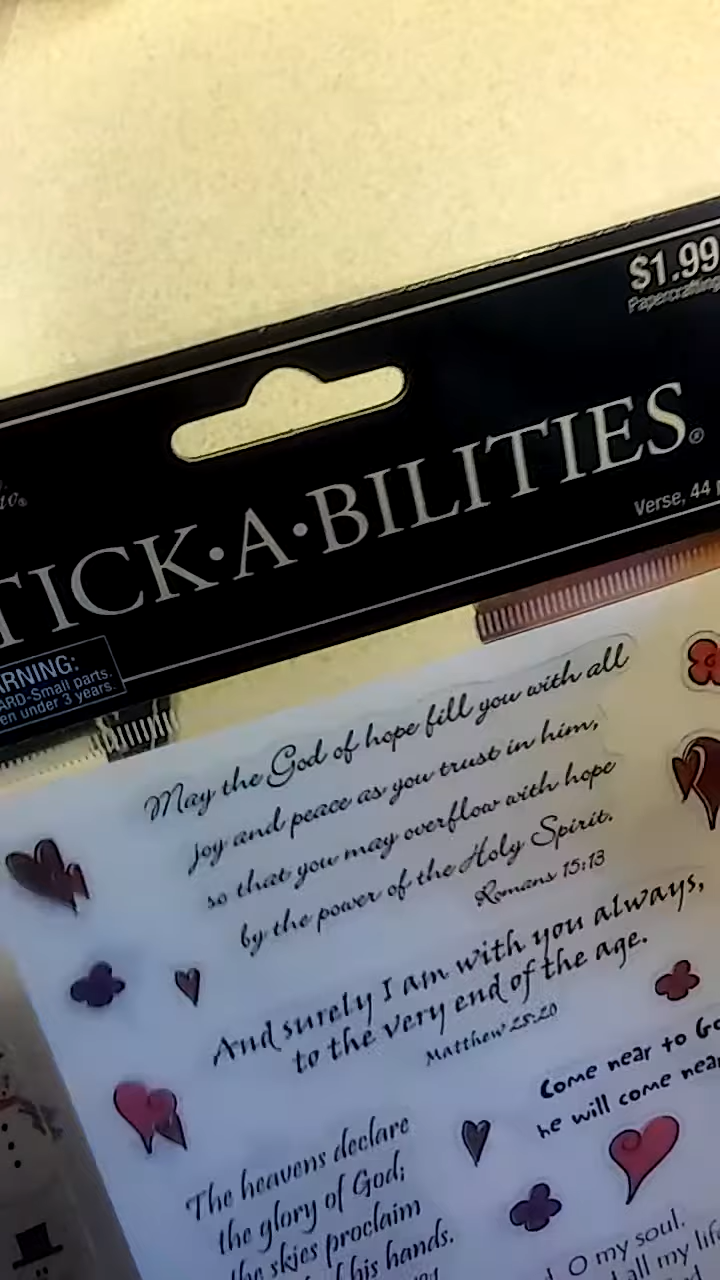 $1.99
Papercrafting
TICK·A·BILITIES®
Verse, 44
RNING:
ARD-Small parts.
en under 3 years.
May the God of hope fill you with all
joy and peace as you trust in him,
so that you may overflow with hope
by the power of the Holy Spirit.
Romans 15:13
And surely I am with you always,
to the very end of the age.
Matthew 28:20
Come near to Go
he will come near
The heavens declare
the glory of God;
the skies proclaim
his hands.
O my soul.
all my life